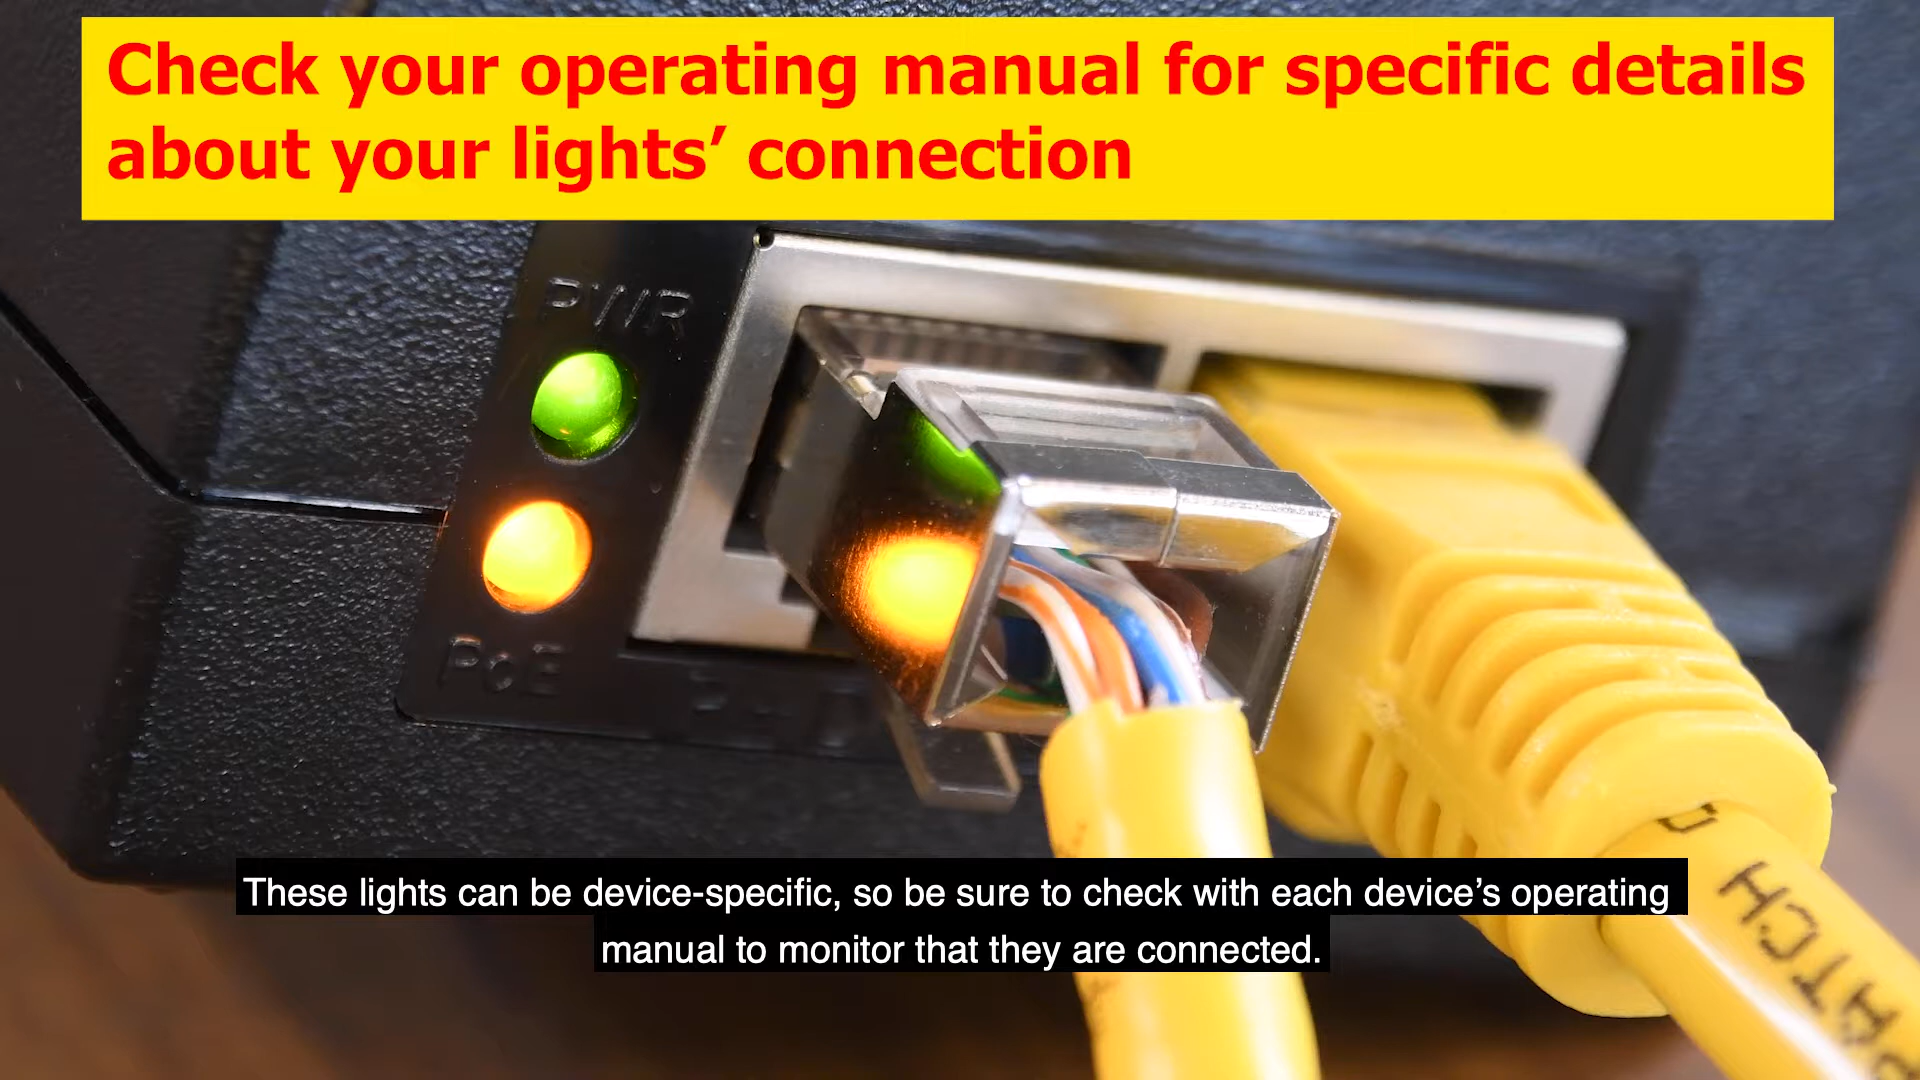 Check your operating manual for specific details
about your lights’ connection
PWR
PoE
PATCH
These lights can be device-specific, so be sure to check with each device’s operating
manual to monitor that they are connected.